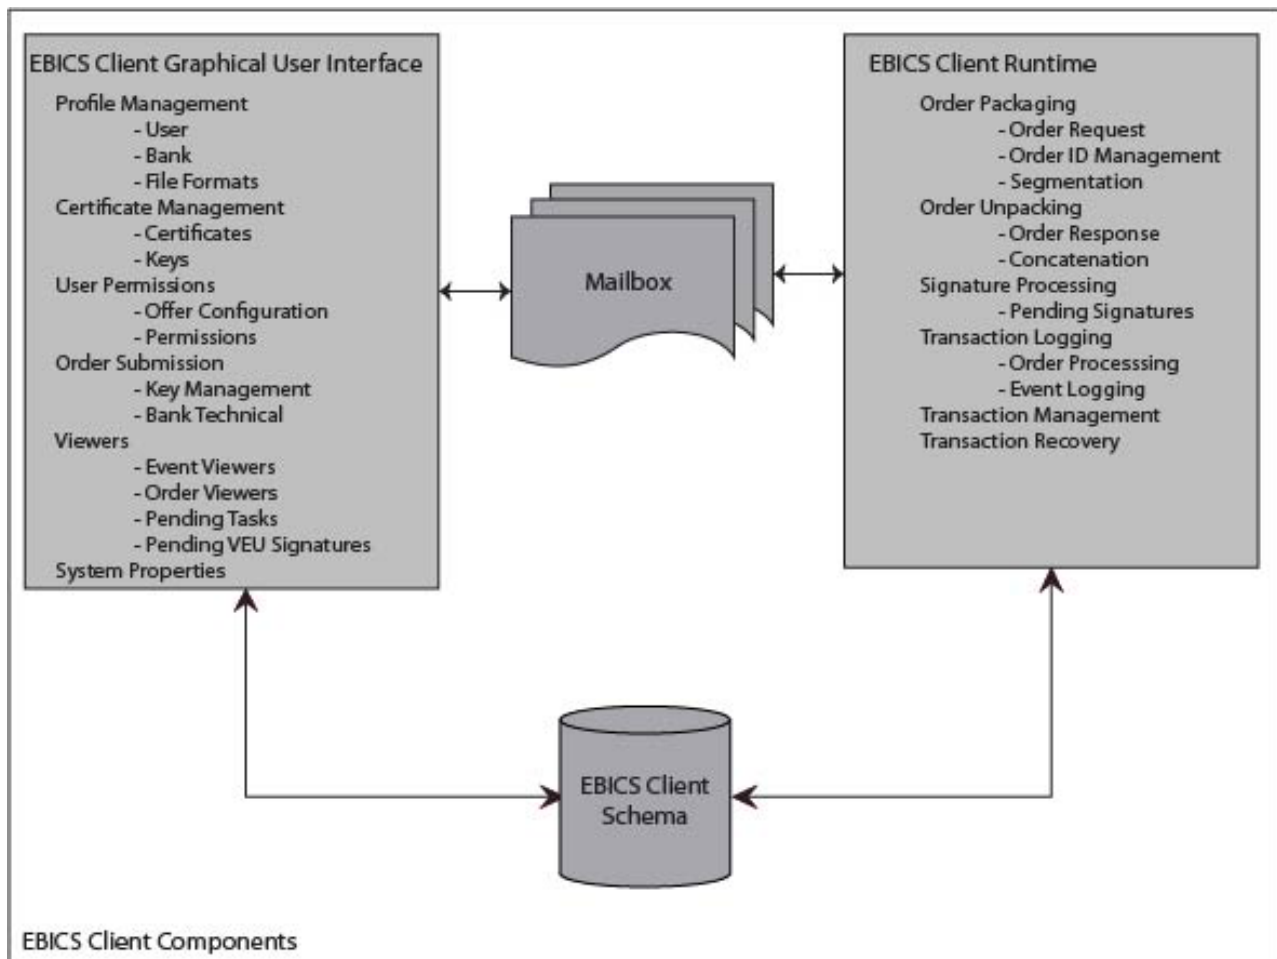 EBICS Client Graphical User Interface
Profile Management
- User
- Bank
- File Formats
Certificate Management
- Certificates
- Keys
User Permissions
- Offer Configuration
- Permissions
Order Submission
- Key Management
- Bank Technical
Viewers
- Event Viewers
- Order Viewers
- Pending Tasks
- Pending VEU Signatures
System Properties
Mailbox
EBICS Client Runtime
Order Packaging
- Order Request
- Order ID Management
- Segmentation
Order Unpacking
- Order Response
- Concatenation
Signature Processing
- Pending Signatures
Transaction Logging
- Order Processsing
- Event Logging
Transaction Management
Transaction Recovery
EBICS Client
Schema
EBICS Client Components